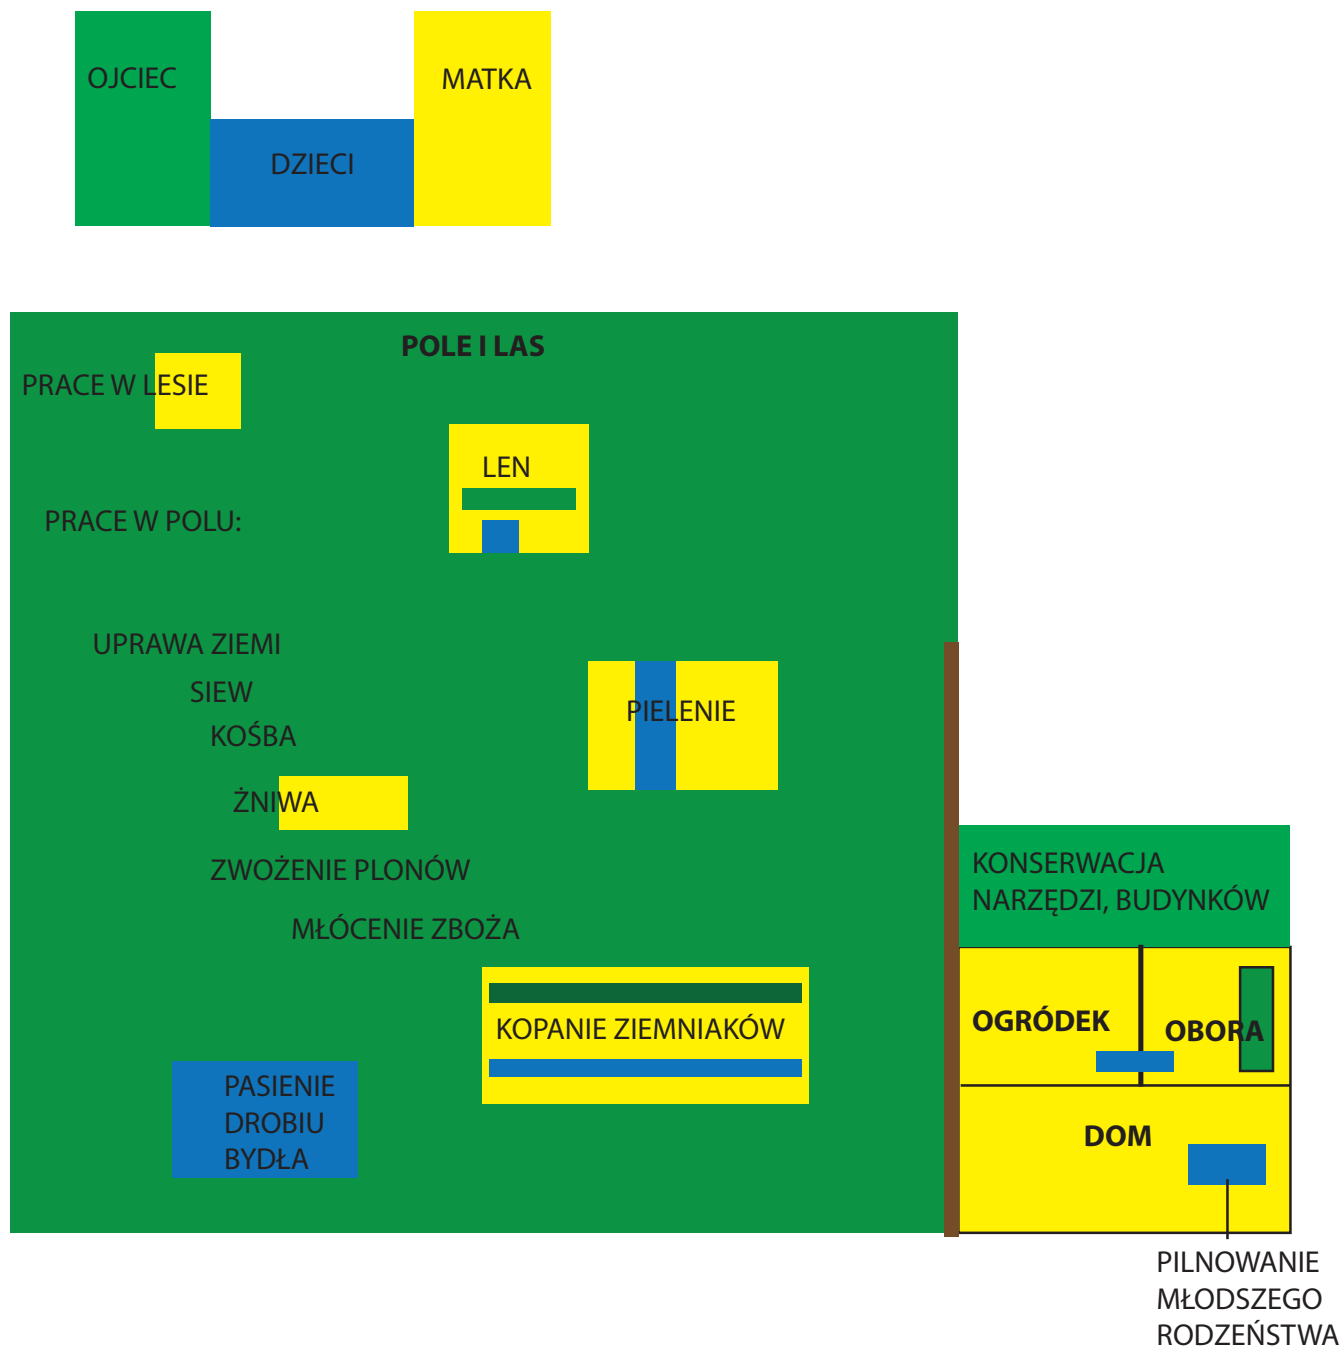 OJCIEC
MATKA
DZIECI
POLE I LAS
PRACE W LESIE
LEN
PRACE W POLU:
UPRAWA ZIEMI
SIEW
PIELENIE
KOŚBA
ŻNIWA
ZWOŻENIE PLONÓW
MŁÓCENIE ZBOŻA
KOPANIE ZIEMNIAKÓW
PASIENIE
DROBIU
BYDŁA
KONSERWACJA
NARZĘDZI, BUDYNKÓW
OGRÓDEK
OBORA
DOM
PILNOWANIE
MŁODSZEGO
RODZEŃSTWA